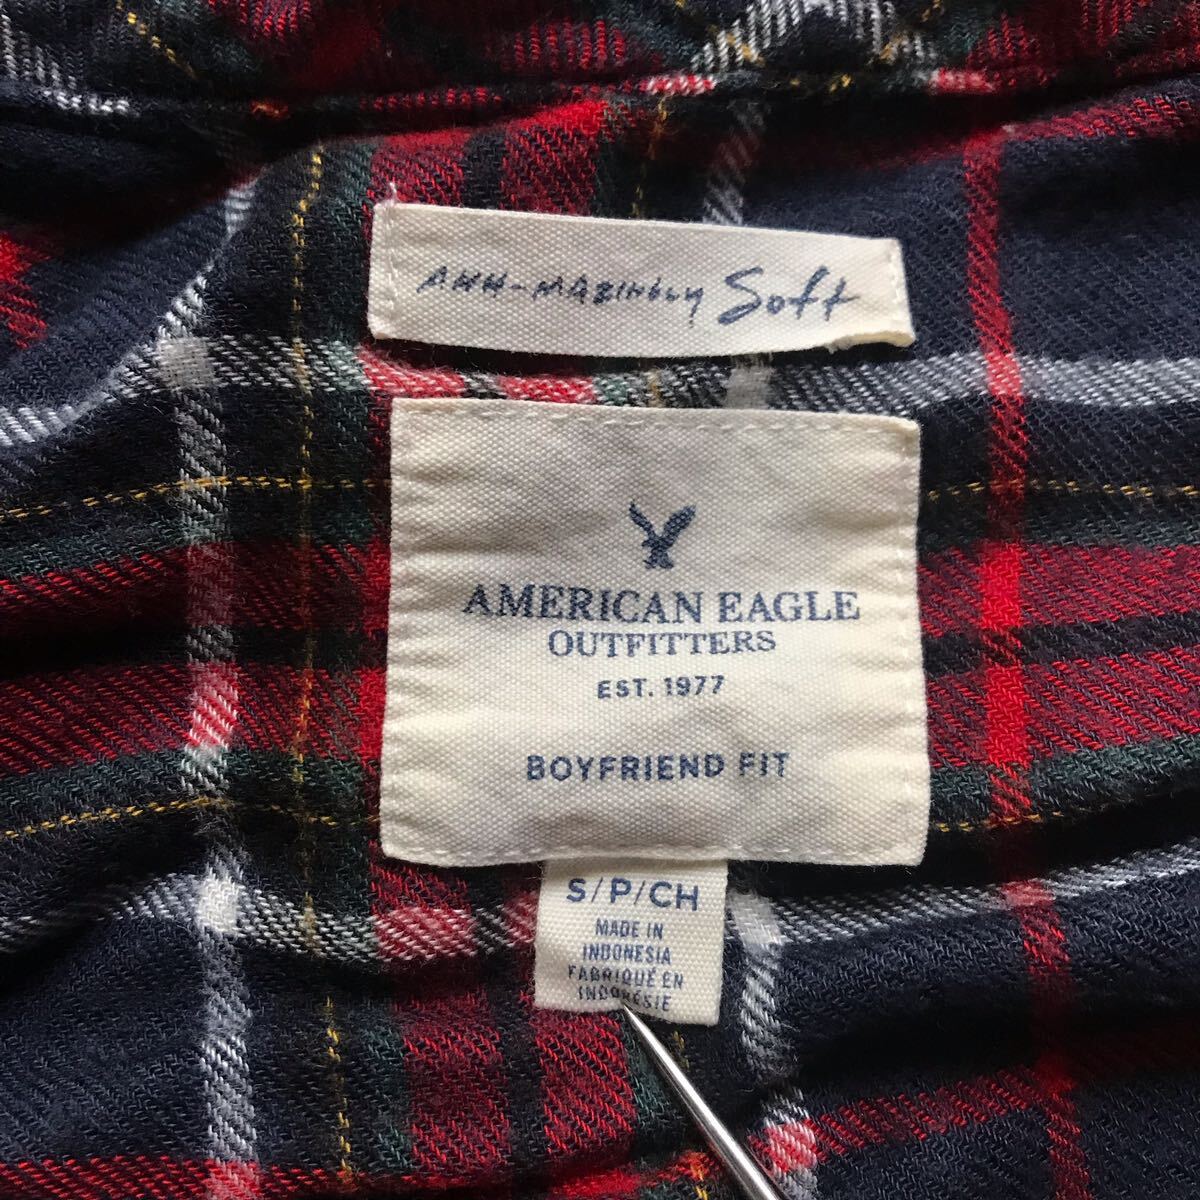 AHH-MAZINGLY Soft
AMERICAN EAGLE
OUTFITTERS
EST. 1977
BOYFRIEND FIT
S/P/CH
MADE IN
INDONESIA
FABRIQUÉ EN
INDONÉSIE